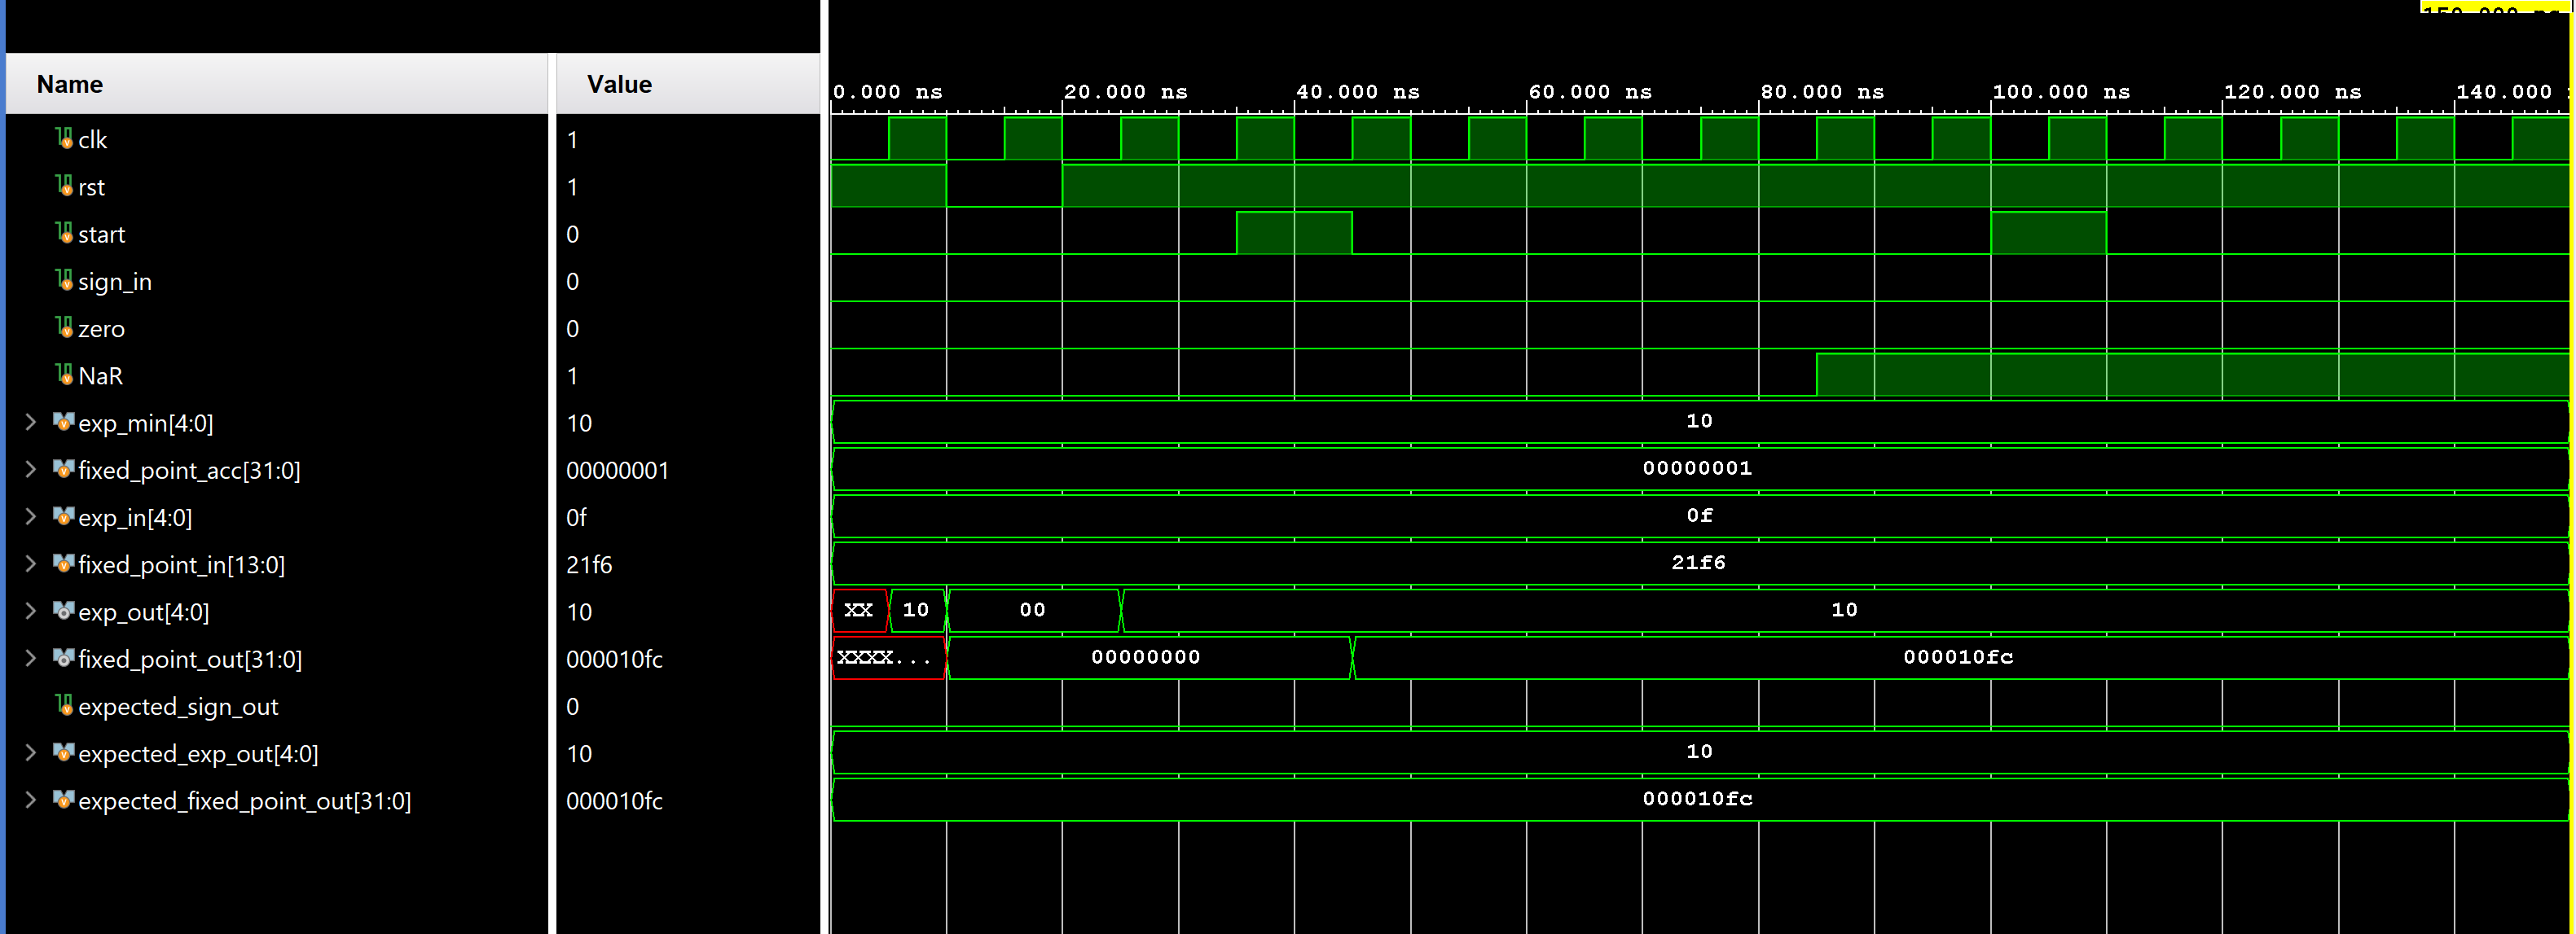 Name Value
0.000 ns 20.000 ns 40.000 ns 60.000 ns 80.000 ns 100.000 ns 120.000 ns 140.000
clk 1
rst 1
start 0
sign_in 0
zero 0
NaR 1
exp_min[4:0] 10 10
fixed_point_acc[31:0] 00000001 00000001
exp_in[4:0] 0f 0f
fixed_point_in[13:0] 21f6 21f6
exp_out[4:0] 10 XX 10 00 10
fixed_point_out[31:0] 000010fc XXXX... 00000000 000010fc
expected_sign_out 0
expected_exp_out[4:0] 10 10
expected_fixed_point_out[31:0] 000010fc 000010fc